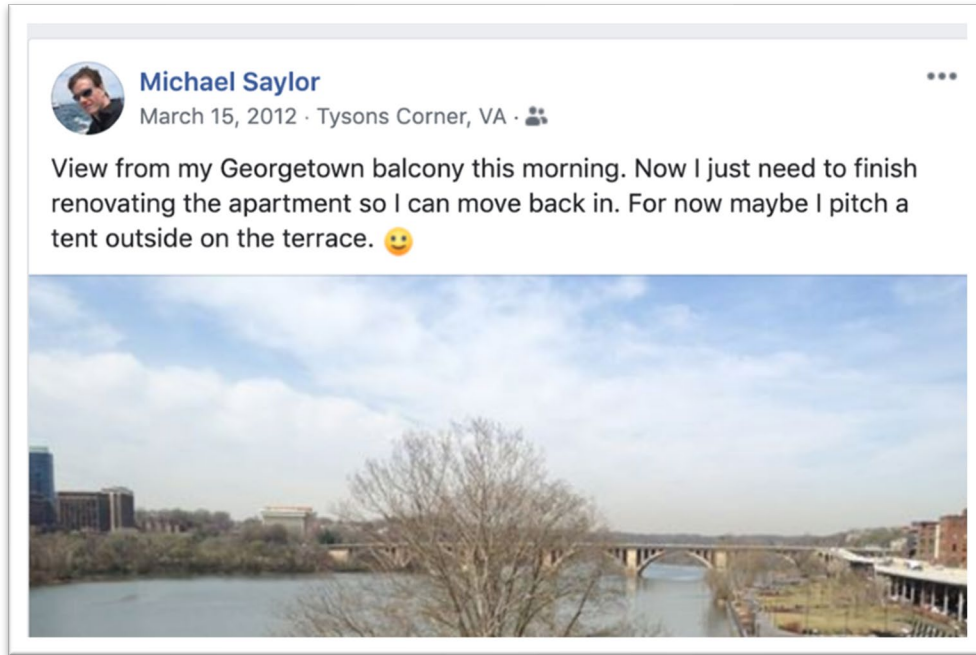 Michael Saylor
March 15, 2012 · Tysons Corner, VA ·
View from my Georgetown balcony this morning. Now I just need to finish
renovating the apartment so I can move back in. For now maybe I pitch a
tent outside on the terrace. 🙂